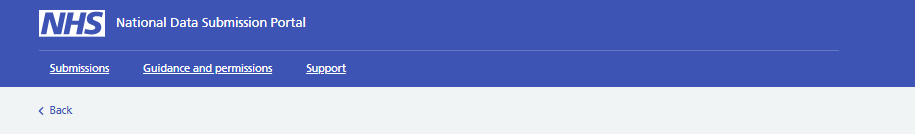 NHS National Data Submission Portal
Submissions Guidance and permissions Support
Back